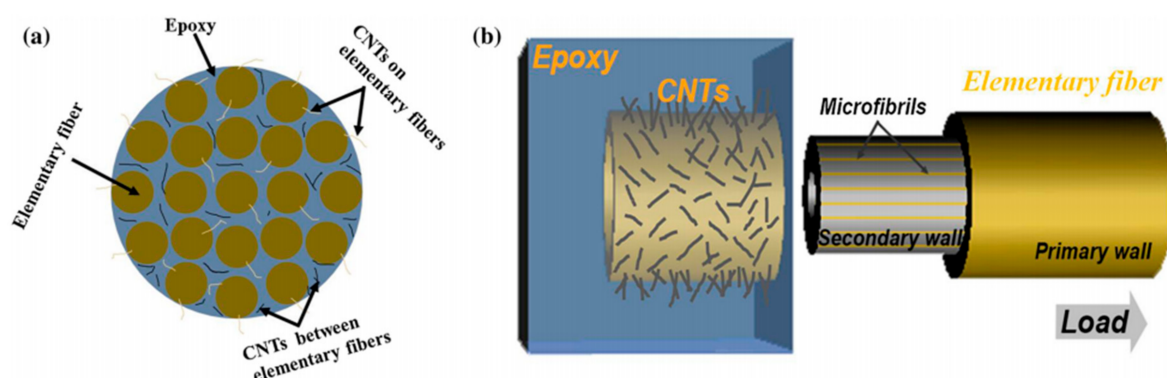 (a)
Epoxy
CNTs on
elementary fibers
Elementary fiber
CNTs between
elementary fibers
(b)
Epoxy
CNTs
Elementary fiber
Microfibrils
Secondary wall
Primary wall
Load